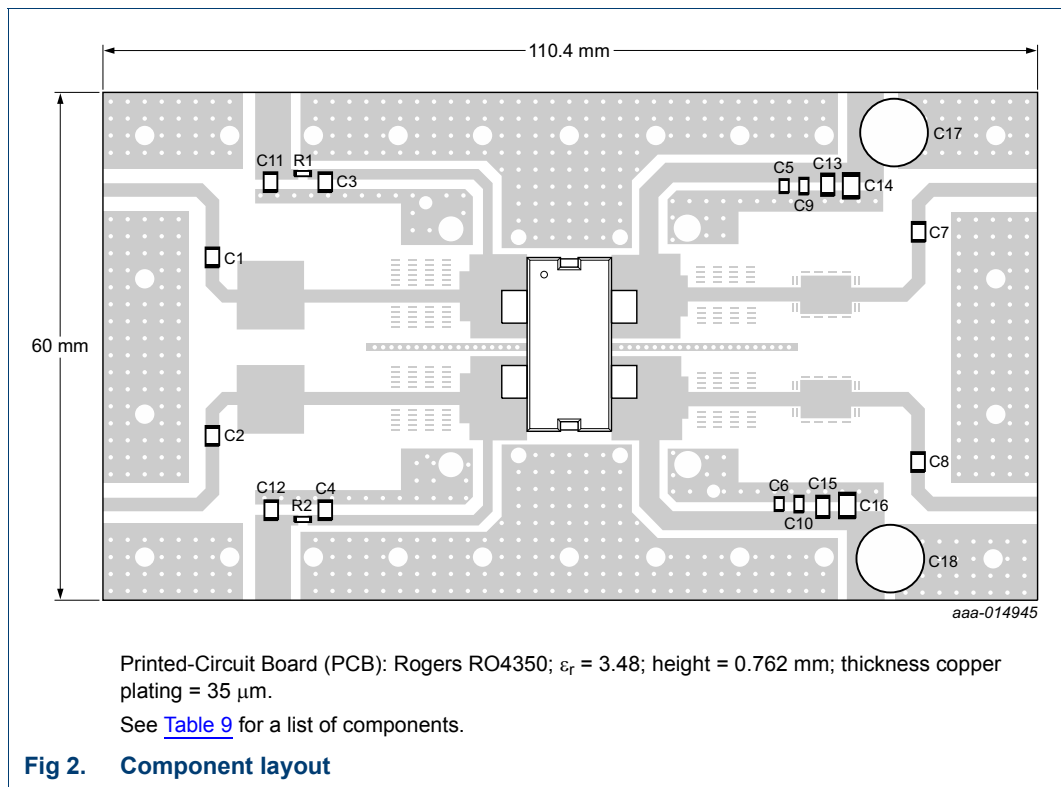 110.4 mm
60 mm
C11 R1 C3
C5 C9 C13 C14
C17
C1
C7
C2
C8
C12 R2 C4
C6 C10 C15 C16
C18
aaa-014945
Printed-Circuit Board (PCB): Rogers RO4350; εr = 3.48; height = 0.762 mm; thickness copper
plating = 35 μm.
See Table 9 for a list of components.
Fig 2. Component layout